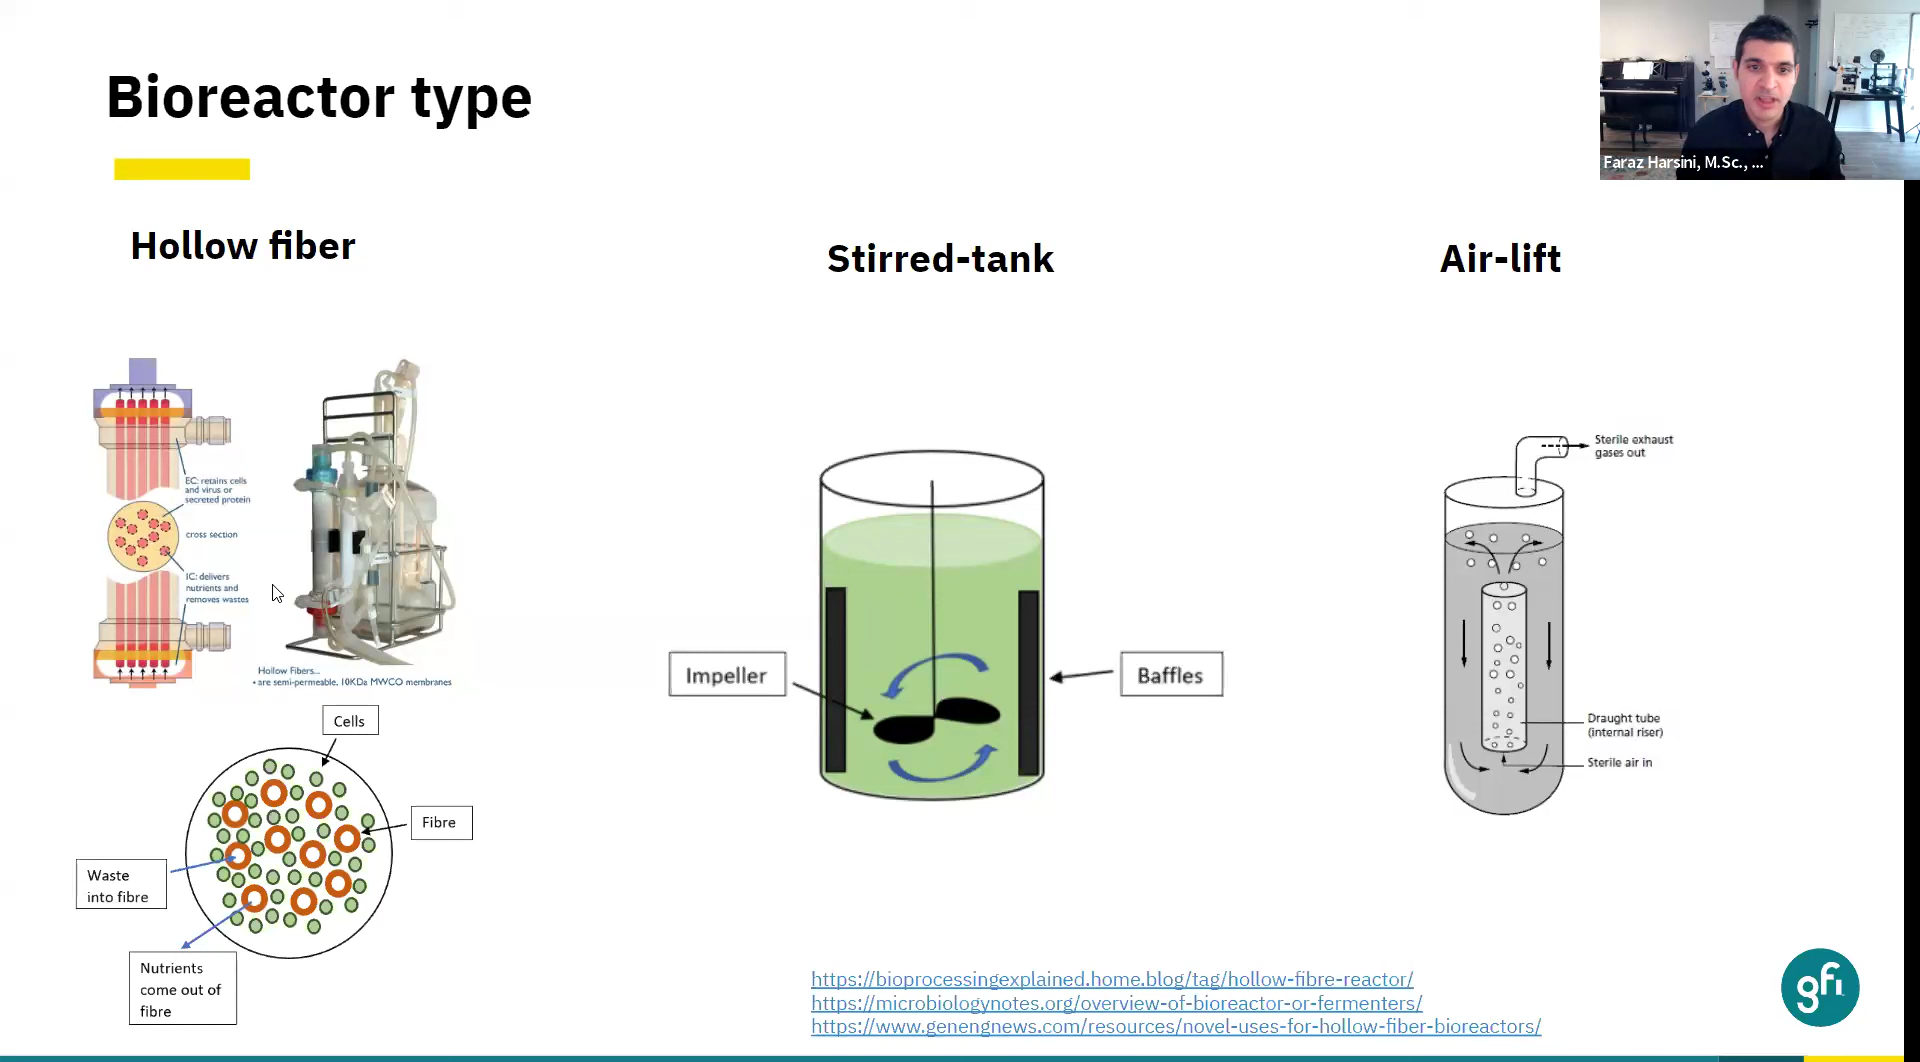 Bioreactor type
Faraz Harsini, M.Sc., ...
Hollow fiber
Stirred-tank
Air-lift
EC: retains cells
and virus or
secreted protein
cross section
IC: delivers
nutrients and
removes wastes
Hollow Fibers...
• are semi-permeable, 10KDa MWCO membranes
Cells
Fibre
Waste
into fibre
Nutrients
come out of
fibre
Impeller
Baffles
Sterile exhaust
gases out
Draught tube
(internal riser)
Sterile air in
https://bioprocessingexplained.home.blog/tag/hollow-fibre-reactor/
https://microbiologynotes.org/overview-of-bioreactor-or-fermenters/
https://www.genengnews.com/resources/novel-uses-for-hollow-fiber-bioreactors/
gfi